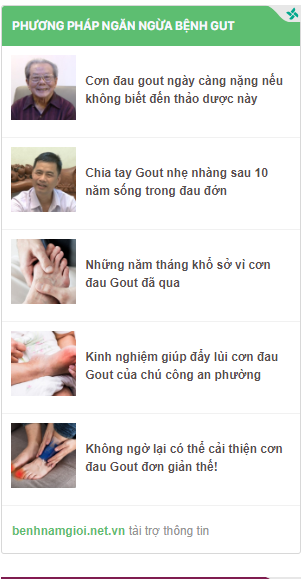 PHƯƠNG PHÁP NGĂN NGỪA BỆNH GUT
Cơn đau gout ngày càng nặng nếu
không biết đến thảo dược này
Chia tay Gout nhẹ nhàng sau 10
năm sống trong đau đớn
Những năm tháng khổ sở vì cơn
đau Gout đã qua
Kinh nghiệm giúp đẩy lùi cơn đau
Gout của chú công an phường
Không ngờ lại có thể cải thiện cơn
đau Gout đơn giản thế!
benhnamgioi.net.vn tài trợ thông tin